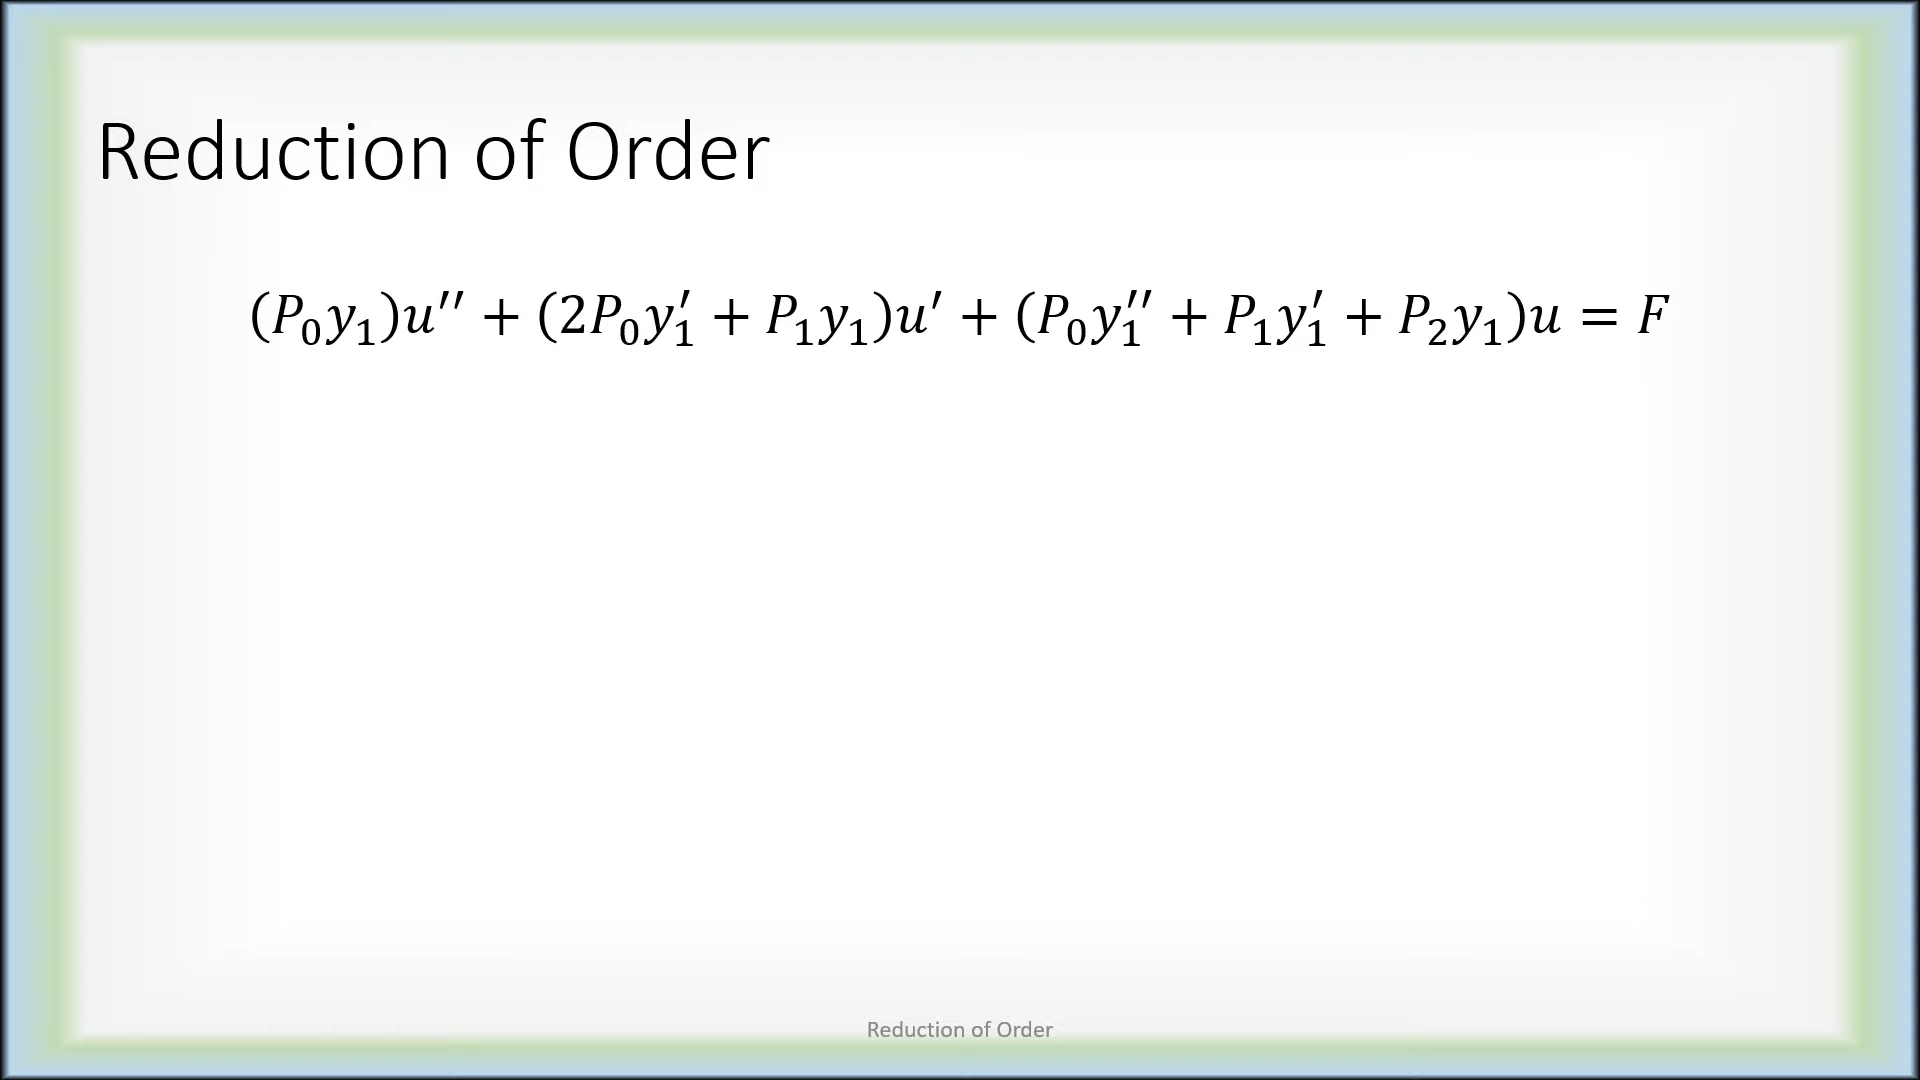 Reduction of Order
(P₀y₁)u′′ + (2P₀y₁′ + P₁y₁)u′ + (P₀y₁′′ + P₁y₁′ + P₂y₁)u = F
Reduction of Order